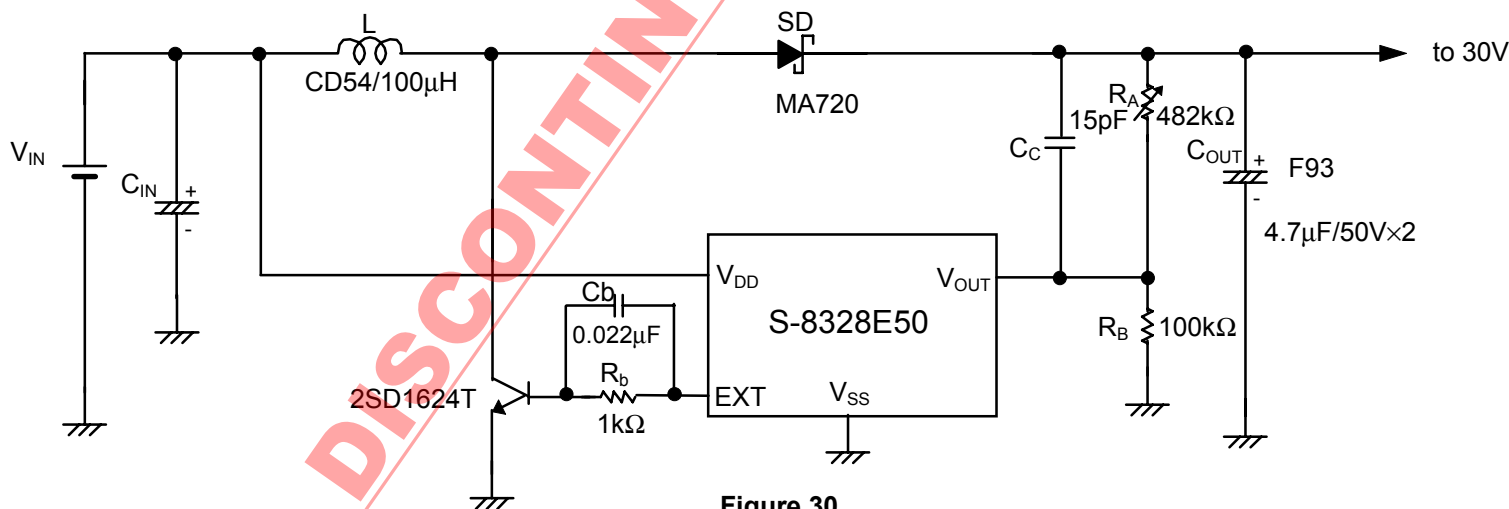 L
CD54/100μH
SD
MA720
to 30V
V_IN
C_IN
+
-
15pF
C_C
R_A
482kΩ
C_OUT
+
-
F93
4.7μF/50V×2
V_DD
V_OUT
S-8328E50
EXT
V_SS
Cb
0.022μF
R_b
1kΩ
2SD1624T
R_B
100kΩ
DISCONTIN
Figure 30